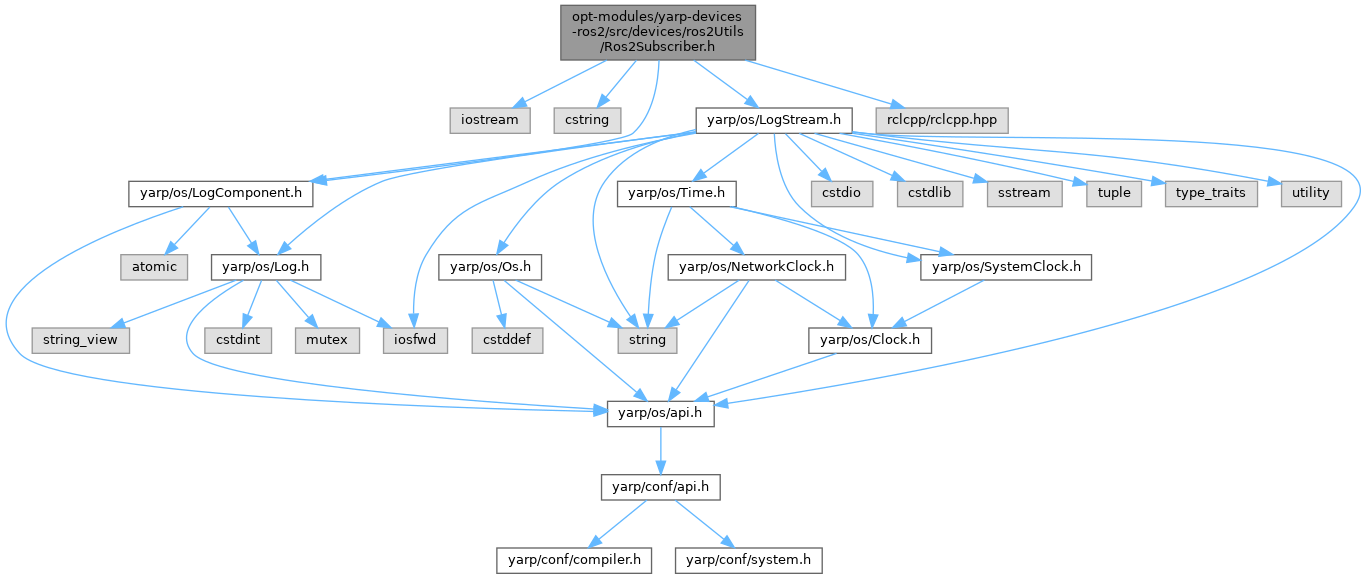 opt-modules/yarp-devices
-ros2/src/devices/ros2Utils
/Ros2Subscriber.h
iostream
cstring
yarp/os/LogStream.h
rclcpp/rclcpp.hpp
yarp/os/LogComponent.h
yarp/os/Time.h
cstdio
cstdlib
sstream
tuple
type_traits
utility
atomic
yarp/os/Log.h
yarp/os/Os.h
yarp/os/NetworkClock.h
yarp/os/SystemClock.h
string_view
cstdint
mutex
iosfwd
cstddef
string
yarp/os/Clock.h
yarp/os/api.h
yarp/conf/api.h
yarp/conf/compiler.h
yarp/conf/system.h